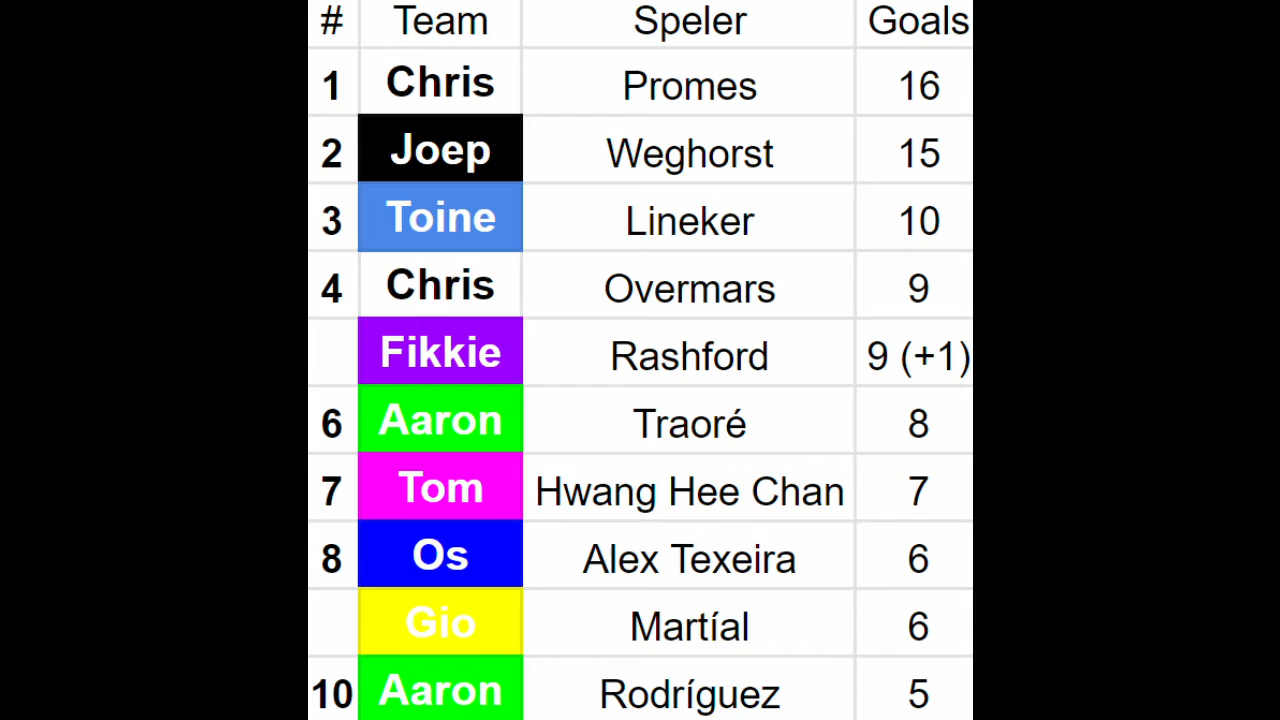 # Team Speler Goals
1 Chris Promes 16
2 Joep Weghorst 15
3 Toine Lineker 10
4 Chris Overmars 9
Fikkie Rashford 9 (+1)
6 Aaron Traoré 8
7 Tom Hwang Hee Chan 7
8 Os Alex Texeira 6
Gio Martíal 6
10 Aaron Rodríguez 5